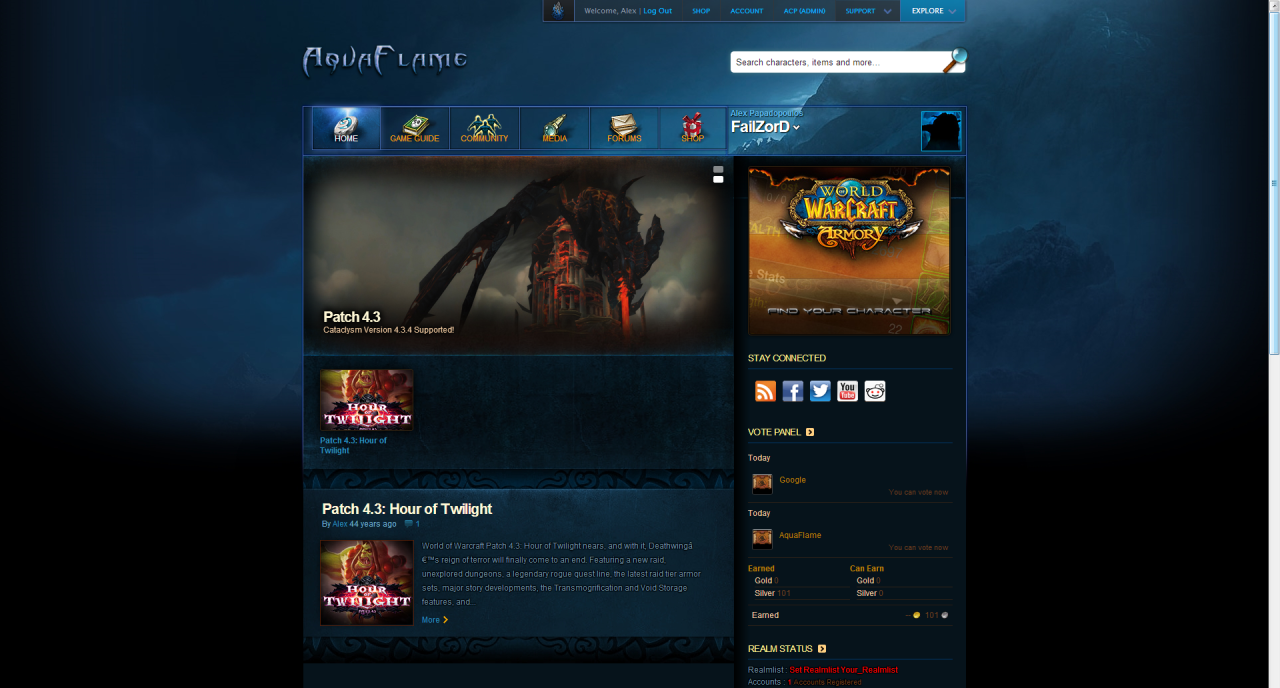 Welcome, Alex | Log Out SHOP ACCOUNT ACP (ADMIN) SUPPORT EXPLORE
AQUAFLAME
Search characters, items and more...
HOME GAME GUIDE COMMUNITY MEDIA FORUMS SHOP
Alex Papadopoulos
FailZorD
Patch 4.3
Cataclysm Version 4.3.4 Supported!
HOUR OF TWILIGHT
Patch 4.3: Hour of
Twilight
Patch 4.3: Hour of Twilight
By Alex 44 years ago 1
HOUR OF TWILIGHT
PATCH 4.3
World of Warcraft Patch 4.3: Hour of Twilight nears, and with it, Deathwingâ
€™s reign of terror will finally come to an end. Featuring a new raid,
unexplored dungeons, a legendary rogue quest line, the latest raid tier armor
sets, major story developments, the Transmogrification and Void Storage
features, and...
More
WORLD OF WARCRAFT
ARMORY
Stats
FIND YOUR CHARACTER
22
STAY CONNECTED
You Tube
VOTE PANEL
Today
Google
You can vote now
Today
AquaFlame
You can vote now
Earned Can Earn
Gold 0 Gold 0
Silver 101 Silver 0
Earned -- 101
REALM STATUS
Realmlist : Set Realmlist Your_Realmlist
Accounts : 1 Accounts Registered